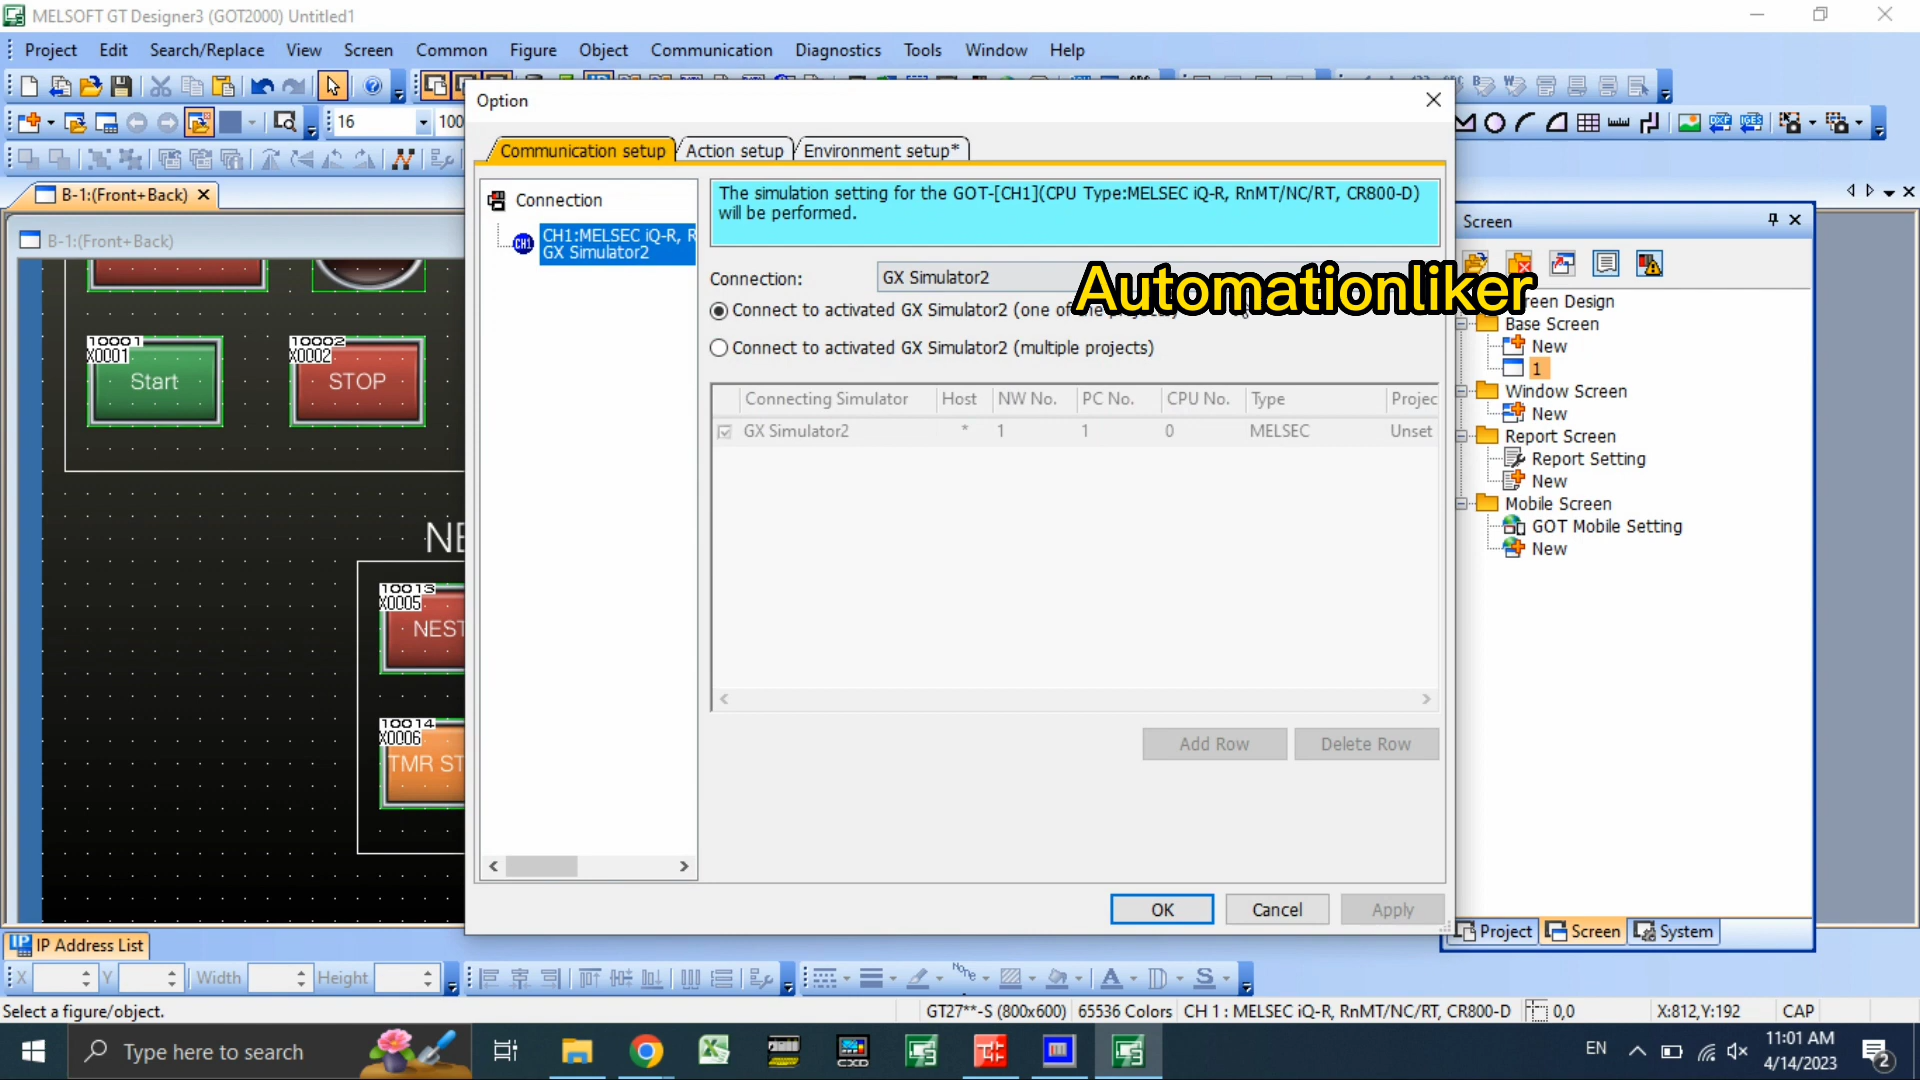 MELSOFT GT Designer3 (GOT2000) Untitled1
Project Edit Search/Replace View Screen Common Figure Object Communication Diagnostics Tools Window Help
16 100
Option
Communication setup Action setup Environment setup*
B-1:(Front+Back)
B-1:(Front+Back)
Connection
CH1
CH1:MELSEC iQ-R, R
GX Simulator2
The simulation setting for the GOT-[CH1](CPU Type:MELSEC iQ-R, RnMT/NC/RT, CR800-D)
will be performed.
Connection: GX Simulator2
Automationliker
Connect to activated GX Simulator2 (one of the projects)
Connect to activated GX Simulator2 (multiple projects)
Connecting Simulator Host NW No. PC No. CPU No. Type Projec
GX Simulator2 * 1 1 0 MELSEC Unset
Add Row Delete Row
OK Cancel Apply
10001
X0001
Start
10002
X0002
STOP
NE
10013
X0005
NEST
10014
X0006
TMR ST
Screen
Screen Design
Base Screen
New
1
Window Screen
New
Report Screen
Report Setting
New
Mobile Screen
GOT Mobile Setting
New
Project Screen System
IP Address List
X Y Width Height
None
A D S
Select a figure/object.
GT27**-S (800x600) 65536 Colors CH 1 : MELSEC iQ-R, RnMT/NC/RT, CR800-D 0,0 X:812,Y:192 CAP
Type here to search
CXD
EN
11:01 AM
4/14/2023
2